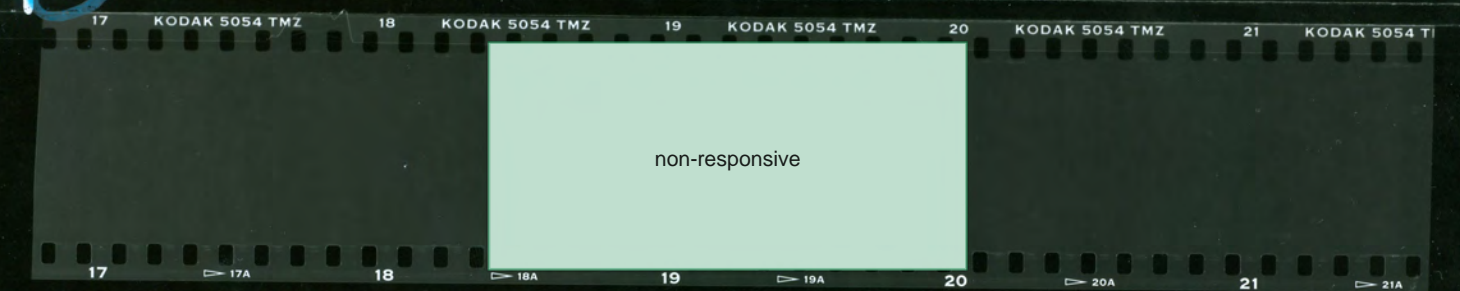 17 KODAK 5054 TMZ 18 KODAK 5054 TMZ 19 KODAK 5054 TMZ 20 KODAK 5054 TMZ 21 KODAK 5054
non-responsive
17 17A 18 18A 19 19A 20 20A 21 21A